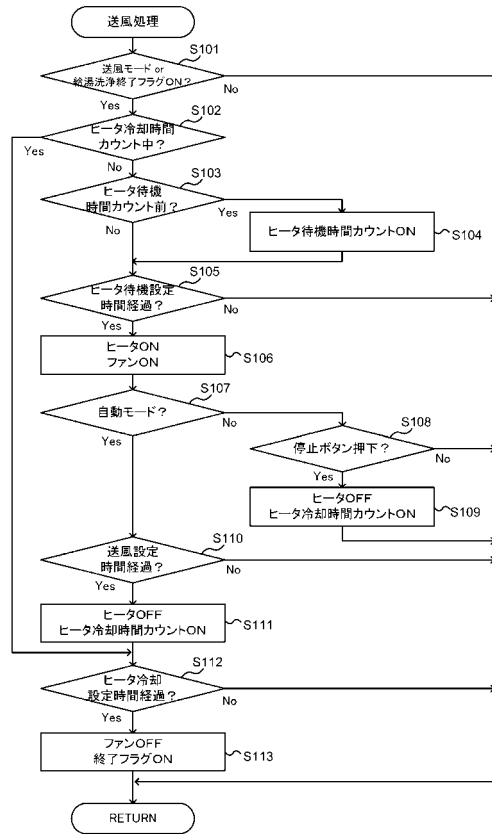 送風処理
S101
送風モード or
給湯洗浄終了フラグON？
No
Yes
S102
ヒータ冷却時間
カウント中？
Yes
No
S103
ヒータ待機
時間カウント前？
Yes
No
ヒータ待機時間カウントON
S104
S105
ヒータ待機設定
時間経過？
No
Yes
ヒータON
ファンON
S106
S107
自動モード？
No
Yes
S108
停止ボタン押下？
No
Yes
ヒータOFF
ヒータ冷却時間カウントON
S109
S110
送風設定
時間経過？
No
Yes
ヒータOFF
ヒータ冷却時間カウントON
S111
S112
ヒータ冷却
設定時間経過？
No
Yes
ファンOFF
終了フラグON
S113
RETURN